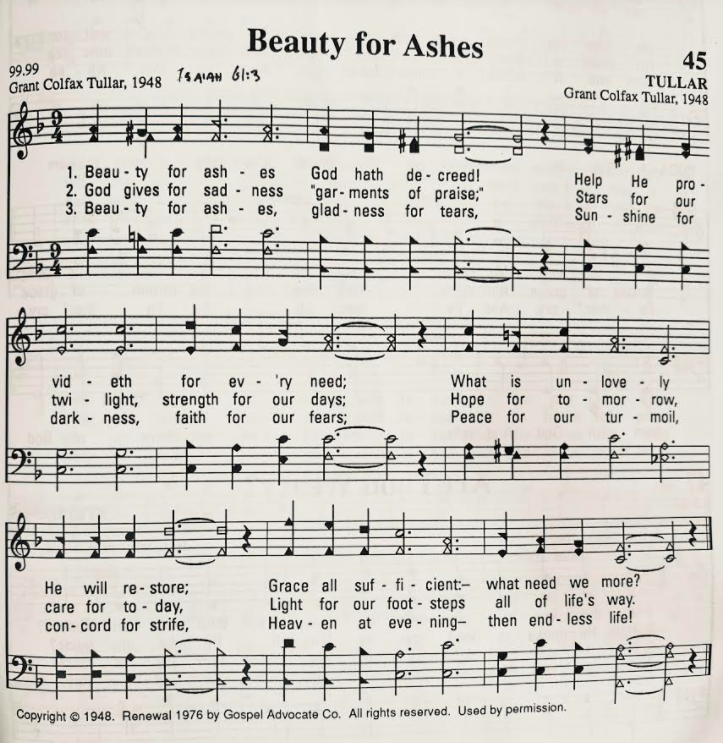 Beauty for Ashes
45
99.99
Grant Colfax Tullar, 1948
ISAIAH 61:3
TULLAR
Grant Colfax Tullar, 1948
9
4
1. Beau - ty for ash - es God hath de - creed! Help He pro -
2. God gives for sad - ness "gar - ments of praise;" Stars for our
3. Beau - ty for ash - es, glad - ness for tears, Sun - shine for
9
4
vid - eth for ev - 'ry need; What is un - love - ly
twi - light, strength for our days; Hope for to - mor - row,
dark - ness, faith for our fears; Peace for our tur - moil,
He will re - store; Grace all suf - fi - cient:– what need we more?
care for to - day, Light for our foot - steps all of life's way.
con - cord for strife, Heav - en at eve - ning– then end - less life!
Copyright © 1948. Renewal 1976 by Gospel Advocate Co. All rights reserved. Used by permission.